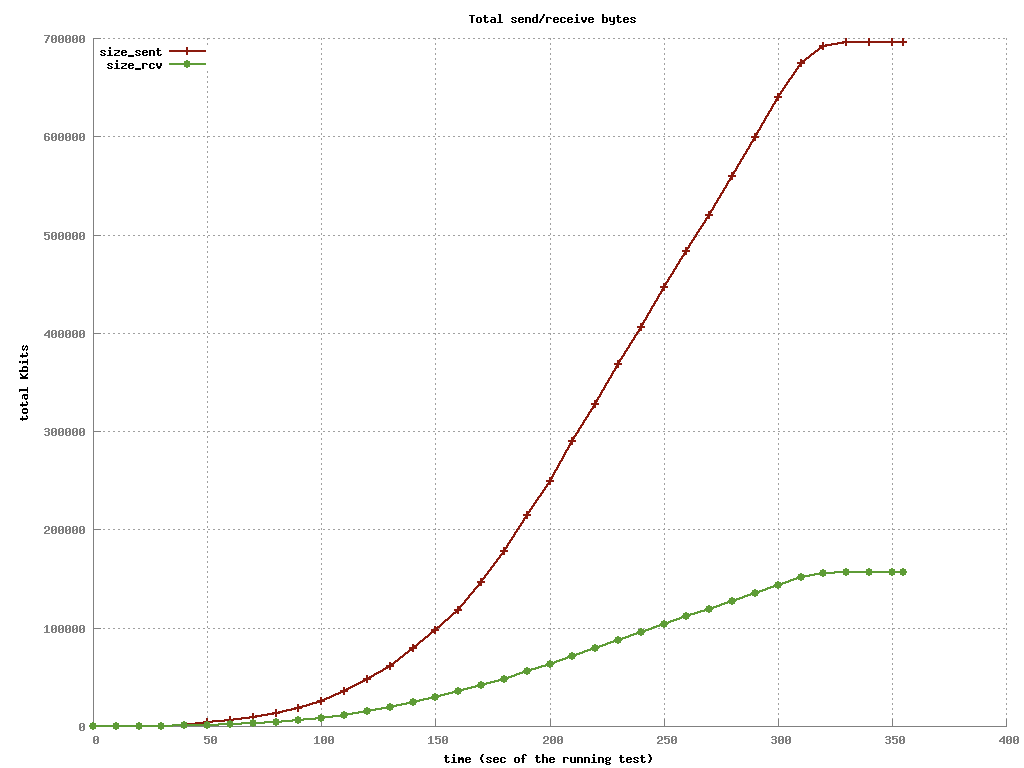 Total send/receive bytes
size_sent
size_rcv
700000
600000
500000
400000
300000
200000
100000
0
total Kbits
0 50 100 150 200 250 300 350 400
time (sec of the running test)